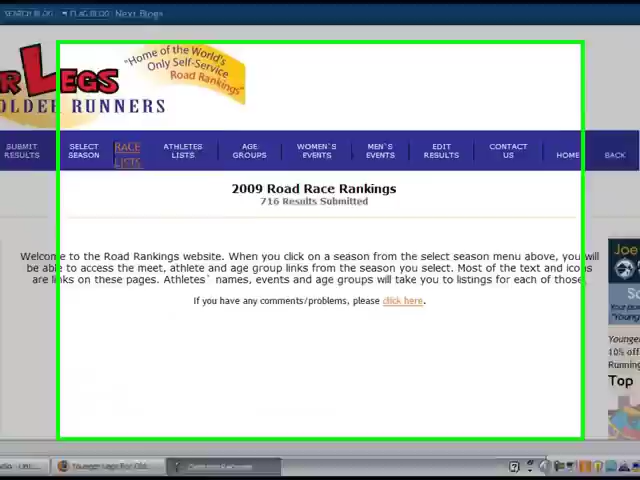 SEARCH BLOG FLAG BLOG Next Blog»
R LEGS
OLDER RUNNERS
"Home of the World's
Only Self-Service
Road Rankings"
SUBMIT RESULTS
SELECT SEASON
RACE LISTS
ATHLETES LISTS
AGE GROUPS
WOMEN`S EVENTS
MEN`S EVENTS
EDIT RESULTS
CONTACT US
HOME
BACK
2009 Road Race Rankings
716 Results Submitted
Welcome to the Road Rankings website. When you click on a season from the select season menu above, you will
be able to access the meet, athlete and age group links from the season you select. Most of the text and icons
are links on these pages. Athletes` names, events and age groups will take you to listings for each of those.
If you have any comments/problems, please click here.
Joe
Your pow
"Young
Younger
10% off
Running
Top
Younger Legs For Old...